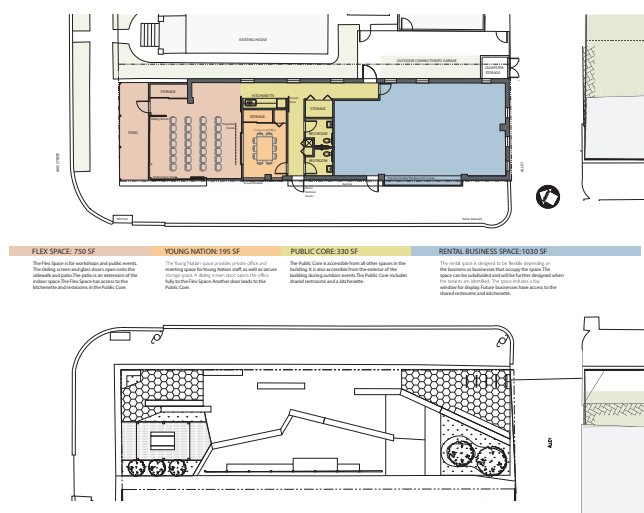 EXISTING HOUSE
OUTDOOR CONNECTION TO GARAGE
DUMPSTER
STORAGE
STORAGE
KITCHENETTE
STORAGE
STORAGE
PATIO
RESTROOM
RESTROOM
ALLEY
FLEX SPACE: 750 SF
The Flex Space is for workshops and public events.
The sliding screen and glass doors open onto the
sidewalk and patio. The patio is an extension of the
indoor space. The Flex Space has access to the
kitchenette and restrooms in the Public Core.
YOUNG NATION: 195 SF
The Young Nation space provides private office and
meeting space for Young Nation staff, as well as secure
storage space. A sliding screen door opens the office
fully to the Flex Space. Another door leads to the
Public Core.
PUBLIC CORE: 330 SF
The Public Core is accessible from all other spaces in the
building. It is also accessible from the exterior of the
building during outdoor events. The Public Core includes
shared restrooms and a kitchenette.
RENTAL BUSINESS SPACE: 1030 SF
The rental space is designed to be flexible depending on
the business or businesses that occupy the space. The
space can be subdivided and will be further designed when
the tenants are identified. The space includes a bay
window for display. Future businesses have access to the
shared restrooms and kitchenette.
ALLEY